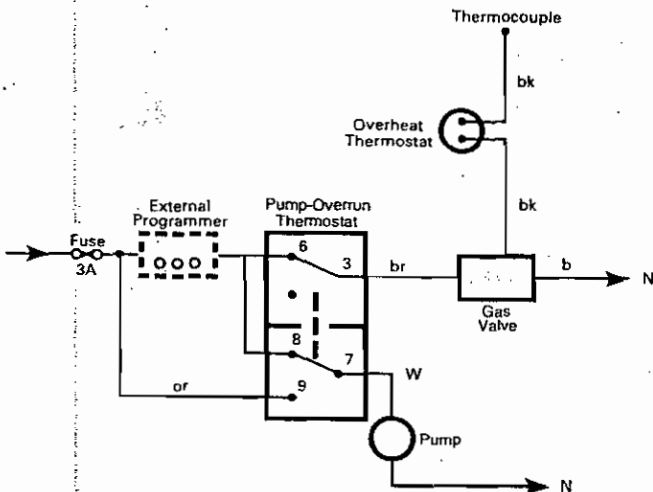 Thermocouple
bk
Overheat
Thermostat
External
Programmer
Pump-Overrun
Thermostat
bk
Fuse
3A
6
3
br
b
N
Gas
Valve
8
7
W
9
or
Pump
N